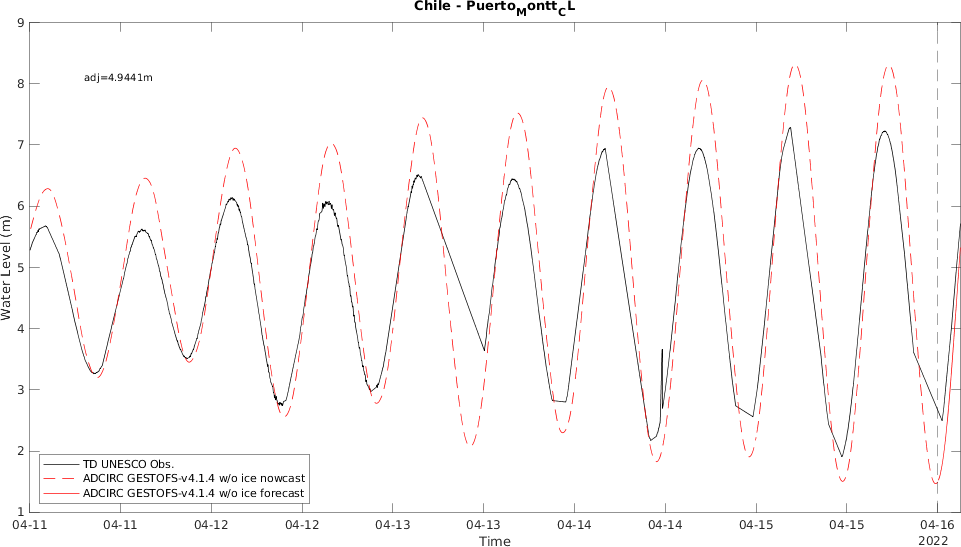 Chile - Puerto_Montt_CL
9
8
7
6
5
4
3
2
1
Water Level (m)
adj=4.9441m
TD UNESCO Obs.
ADCIRC GESTOFS-v4.1.4 w/o ice nowcast
ADCIRC GESTOFS-v4.1.4 w/o ice forecast
04-11 04-11 04-12 04-12 04-13 04-13 04-14 04-14 04-15 04-15 04-16
Time
2022